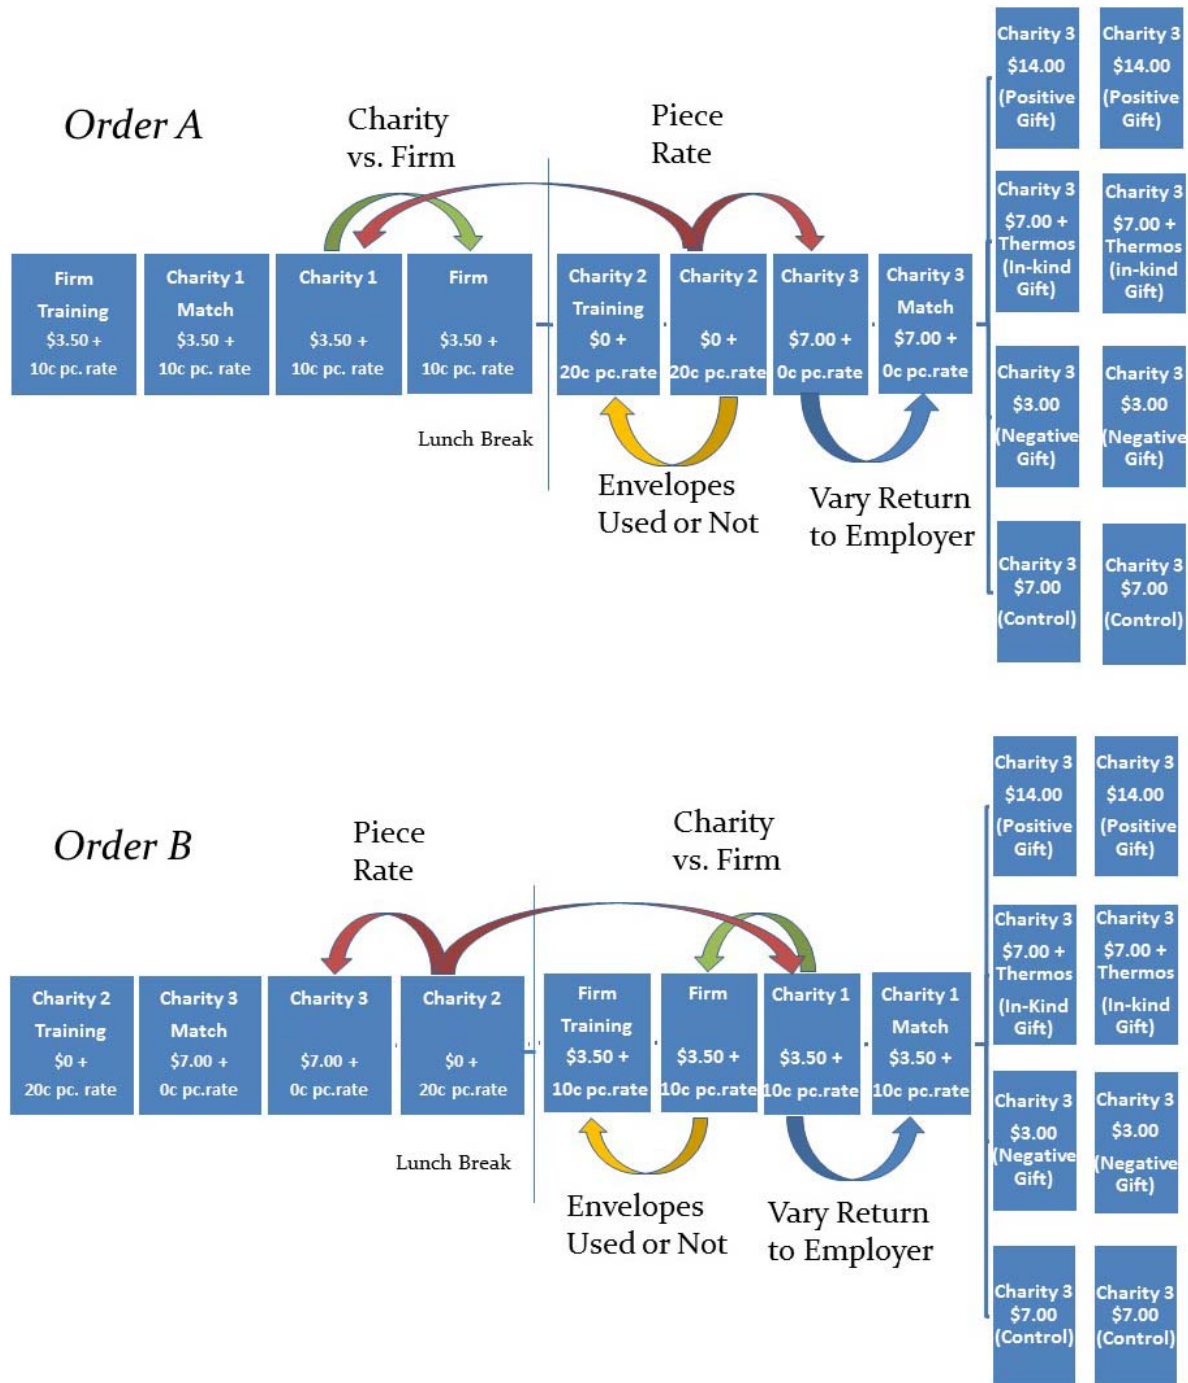 Order A
Charity
vs. Firm
Piece
Rate
Firm
Training
$3.50 +
10c pc.rate
Charity 1
Match
$3.50 +
10c pc. rate
Charity 1
$3.50 +
10c pc. rate
Firm
$3.50 +
10c pc. rate
Lunch Break
Charity 2
Training
$0 +
20c pc.rate
Charity 2
$0 +
20c pc.rate
Charity 3
$7.00 +
0c pc.rate
Charity 3
Match
$7.00 +
0c pc.rate
Envelopes
Used or Not
Vary Return
to Employer
Charity 3
$14.00
(Positive
Gift)
Charity 3
$14.00
(Positive
Gift)
Charity 3
$7.00 +
Thermos
(In-kind
Gift)
Charity 3
$7.00 +
Thermos
(in-kind
Gift)
Charity 3
$3.00
(Negative
Gift)
Charity 3
$3.00
(Negative
Gift)
Charity 3
$7.00
(Control)
Charity 3
$7.00
(Control)
Order B
Piece
Rate
Charity
vs. Firm
Charity 2
Training
$0 +
20c pc. rate
Charity 3
Match
$7.00 +
0c pc.rate
Charity 3
$7.00 +
0c pc.rate
Charity 2
$0 +
20c pc.rate
Lunch Break
Firm
Training
$3.50 +
10c pc.rate
Firm
$3.50 +
10c pc.rate
Charity 1
$3.50 +
10c pc.rate
Charity 1
Match
$3.50 +
10c pc.rate
Envelopes
Used or Not
Vary Return
to Employer
Charity 3
$14.00
(Positive
Gift)
Charity 3
$14.00
(Positive
Gift)
Charity 3
$7.00 +
Thermos
(In-Kind
Gift)
Charity 3
$7.00 +
Thermos
(In-kind
Gift)
Charity 3
$3.00
(Negative
Gift)
Charity 3
$3.00
(Negative
Gift)
Charity 3
$7.00
(Control)
Charity 3
$7.00
(Control)